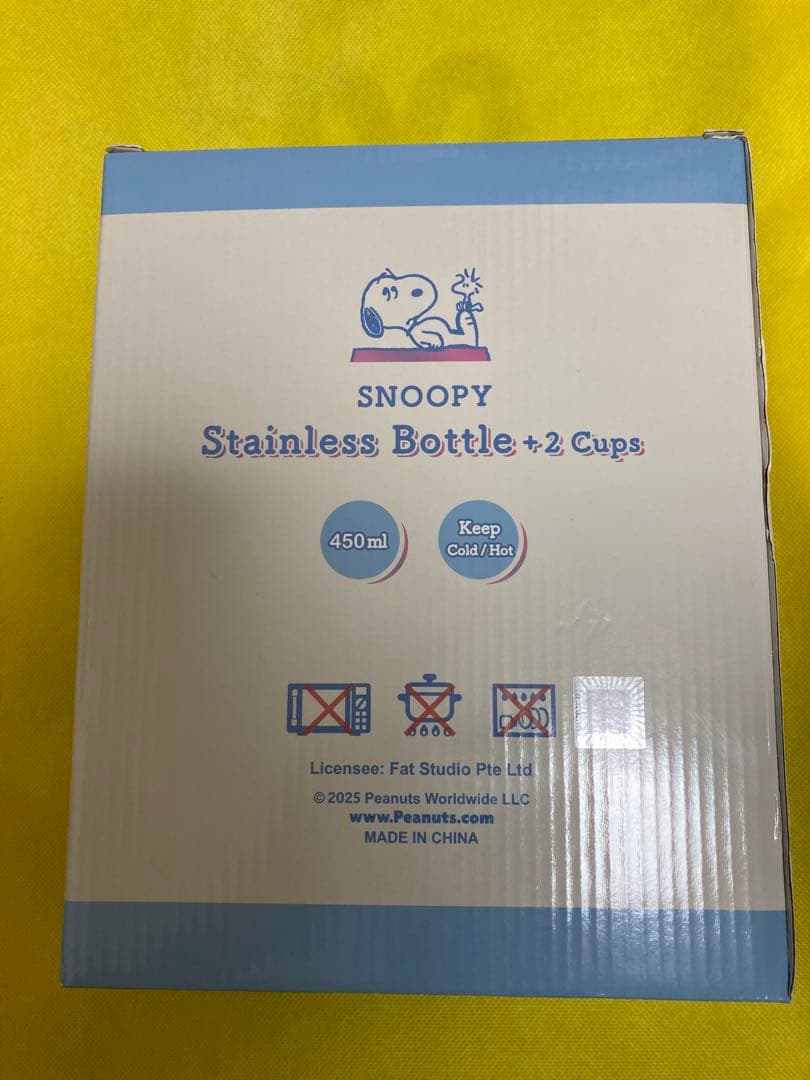 SNOOPY
Stainless Bottle + 2 Cups
450ml
Keep
Cold / Hot
Licensee: Fat Studio Pte Ltd
© 2025 Peanuts Worldwide LLC
www.Peanuts.com
MADE IN CHINA